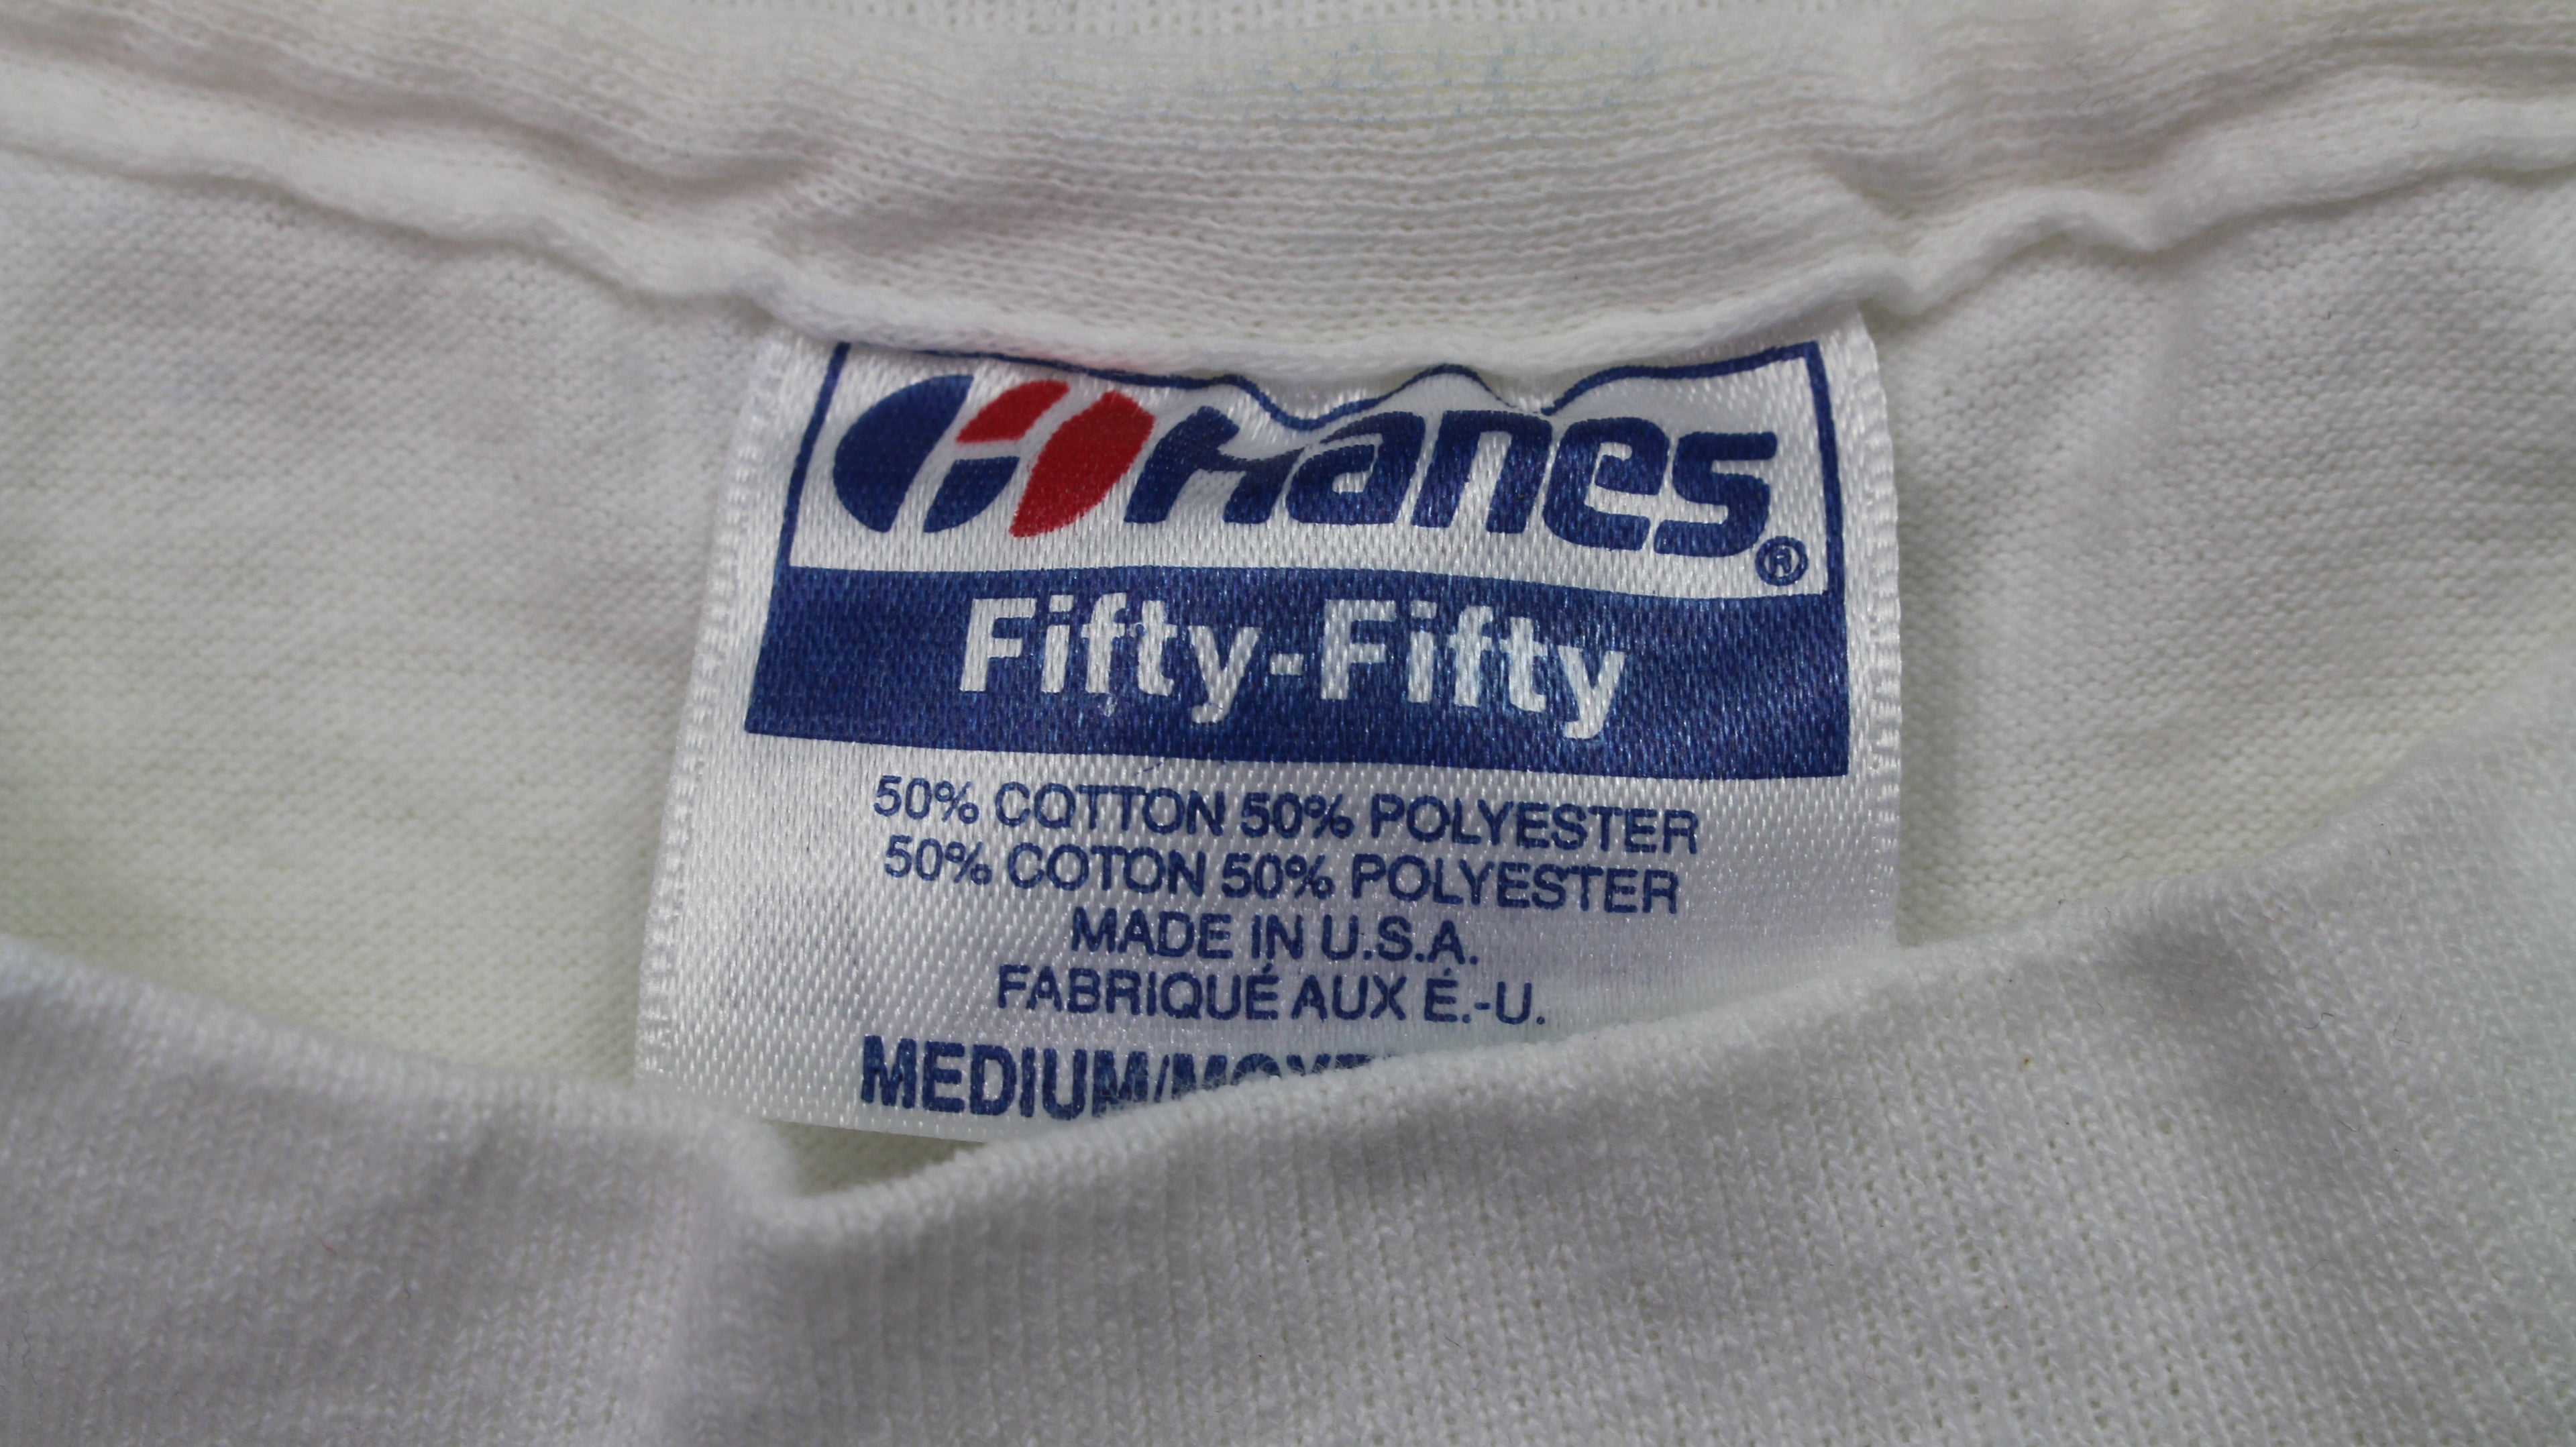 Hanes®
Fifty-Fifty
50% COTTON 50% POLYESTER
50% COTON 50% POLYESTER
MADE IN U.S.A.
FABRIQUÉ AUX É.-U.
MEDIUM/